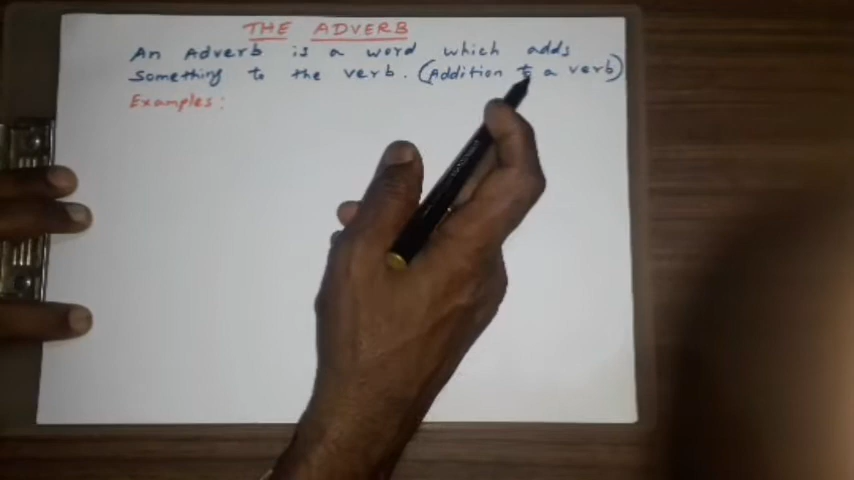 THE ADVERB
An Adverb is a word which adds
something to the verb. (Addition to a verb)
Examples: